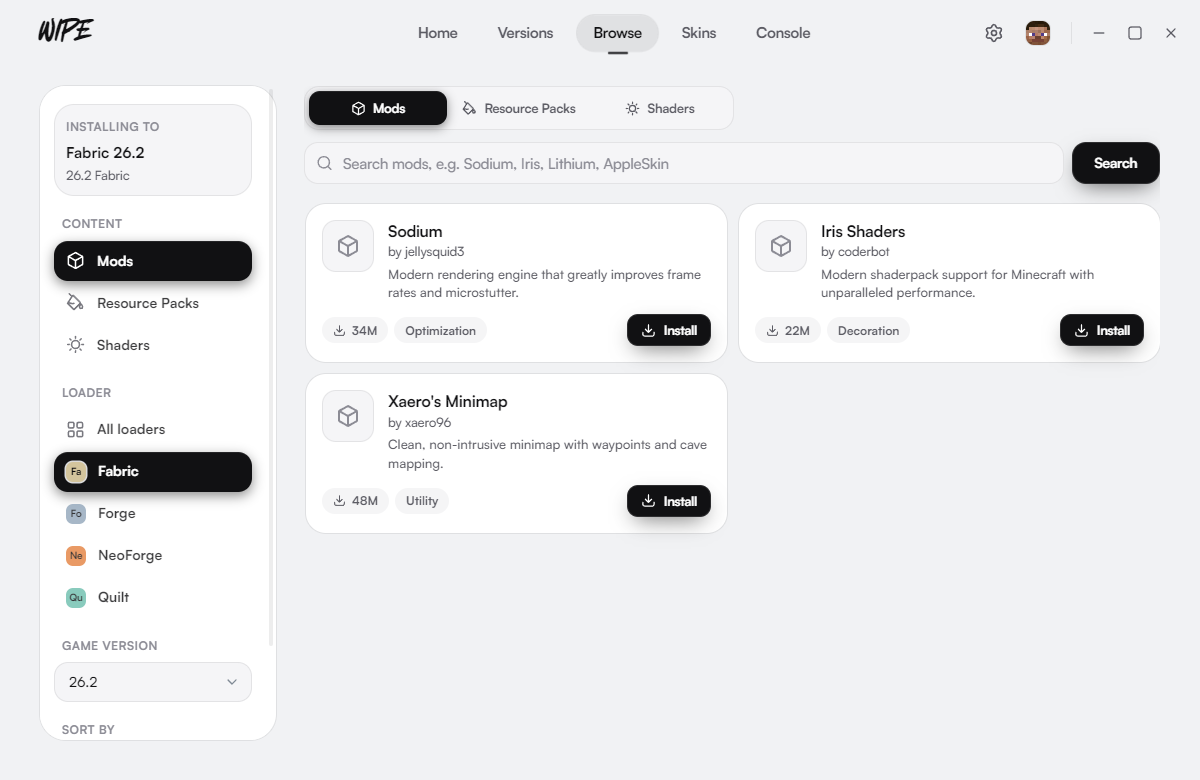 WIPE
Home
Versions
Browse
Skins
Console
INSTALLING TO
Fabric 26.2
26.2 Fabric
CONTENT
Mods
Resource Packs
Shaders
LOADER
All loaders
Fa Fabric
Fo Forge
Ne NeoForge
Qu Quilt
GAME VERSION
26.2
SORT BY
Mods
Resource Packs
Shaders
Search mods, e.g. Sodium, Iris, Lithium, AppleSkin
Search
Sodium
by jellysquid3
Modern rendering engine that greatly improves frame
rates and microstutter.
34M
Optimization
Install
Iris Shaders
by coderbot
Modern shaderpack support for Minecraft with
unparalleled performance.
22M
Decoration
Install
Xaero's Minimap
by xaero96
Clean, non-intrusive minimap with waypoints and cave
mapping.
48M
Utility
Install